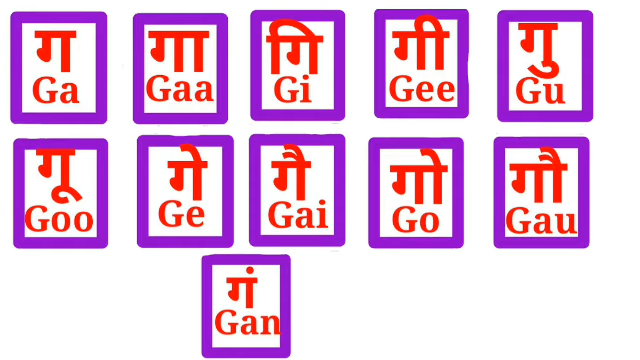 ग गा गि गी गु
Ga Gaa Gi Gee Gu
गू गे गै गो गौ
Goo Ge Gai Go Gau
गं
Gan